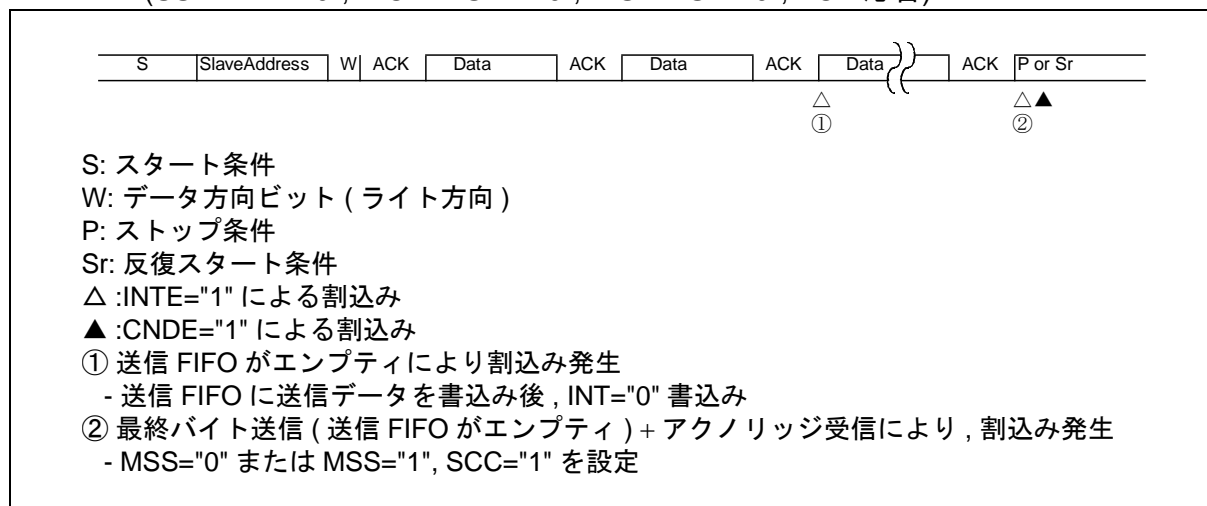 S SlaveAddress W ACK Data ACK Data ACK Data ACK P or Sr
△ △▲
① ②
S: スタート条件
W: データ方向ビット ( ライト方向 )
P: ストップ条件
Sr: 反復スタート条件
△ :INTE="1" による割込み
▲ :CNDE="1" による割込み
① 送信 FIFO がエンプティにより割込み発生
- 送信 FIFO に送信データを書込み後 , INT="0" 書込み
② 最終バイト送信 ( 送信 FIFO がエンプティ ) + アクノリッジ受信により , 割込み発生
- MSS="0" または MSS="1", SCC="1" を設定